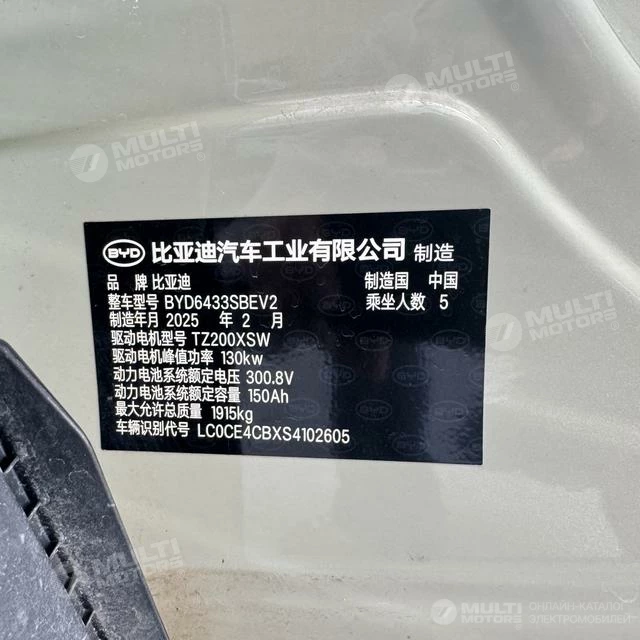 MULTI MOTORS®
MULTI MOTORS®
BYD 比亚迪汽车工业有限公司 制造
品 牌 比亚迪 制造国 中国
整车型号 BYD6433SBEV2 乘坐人数 5
制造年月 2025 年 2 月
驱动电机型号 TZ200XSW
驱动电机峰值功率 130kw
动力电池系统额定电压 300.8V
动力电池系统额定容量 150Ah
最大允许总质量 1915kg
车辆识别代号 LC0CE4CBXS4102605
MULTI MOTORS
MULTI MOTORS ОНЛАЙН-КАТАЛОГ ЭЛЕКТРОМОБИЛЕЙ